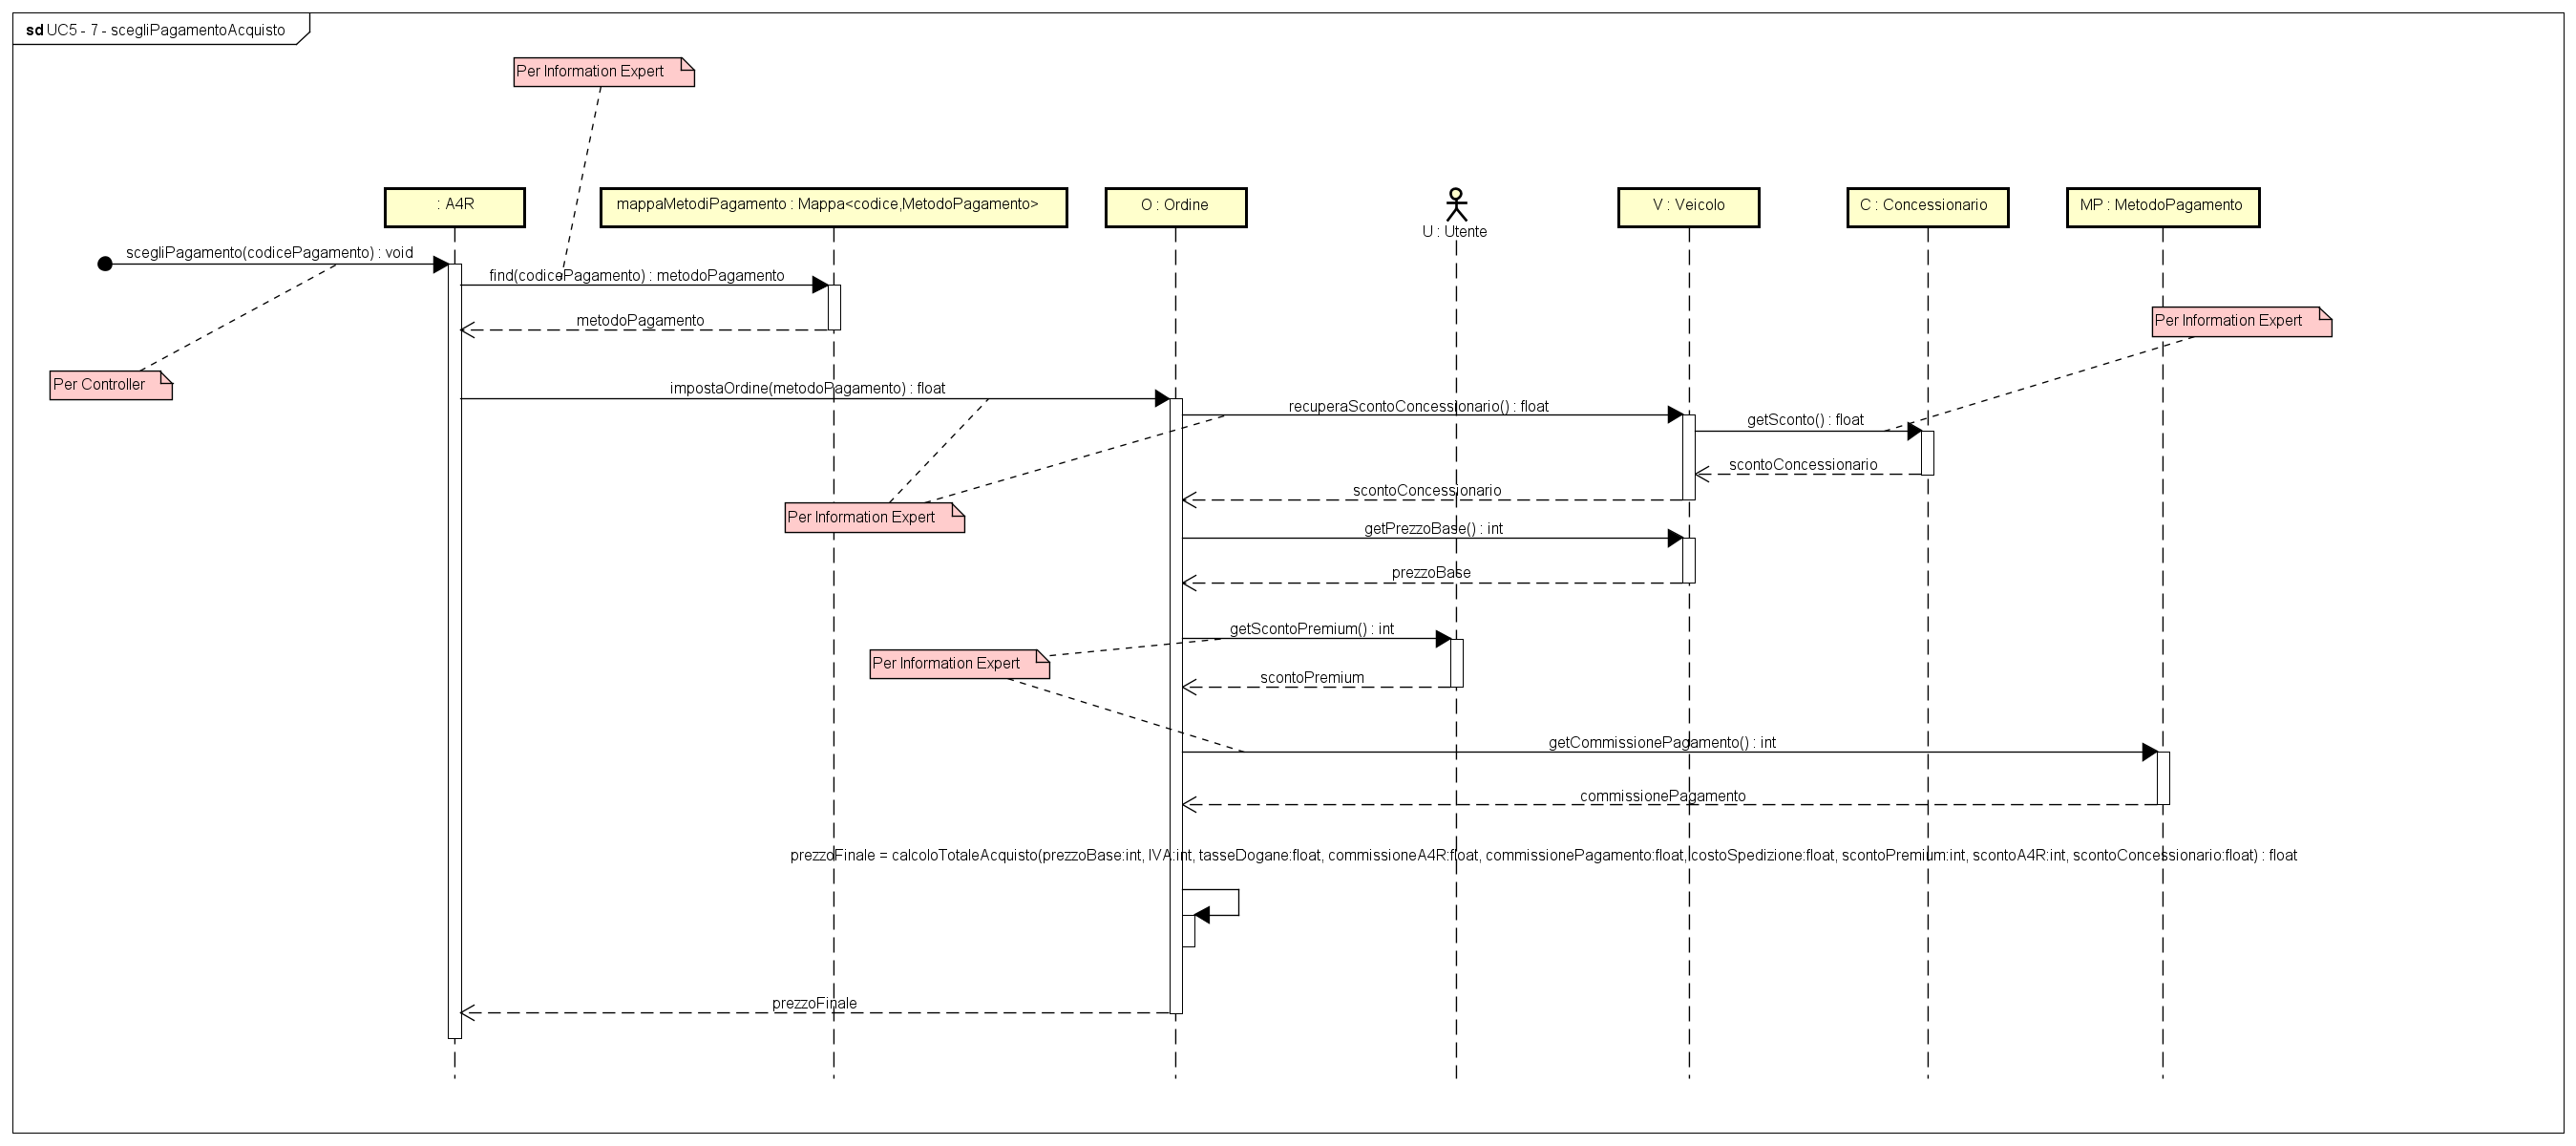 sd UC5 - 7 - scegliPagamentoAcquisto
Per Information Expert
: A4R
mappaMetodiPagamento : Mappa<codice,MetodoPagamento>
O : Ordine
U : Utente
V : Veicolo
C : Concessionario
MP : MetodoPagamento
scegliPagamento(codicePagamento) : void
find(codicePagamento) : metodoPagamento
metodoPagamento
Per Information Expert
Per Controller
impostaOrdine(metodoPagamento) : float
recuperaScontoConcessionario() : float
getSconto() : float
scontoConcessionario
scontoConcessionario
Per Information Expert
getPrezzoBase() : int
prezzoBase
getScontoPremium() : int
Per Information Expert
scontoPremium
getCommissionePagamento() : int
commissionePagamento
prezzoFinale = calcoloTotaleAcquisto(prezzoBase:int, IVA:int, tasseDogane:float, commissioneA4R:float, commissionePagamento:float,costoSpedizione:float, scontoPremium:int, scontoA4R:int, scontoConcessionario:float) : float
prezzoFinale